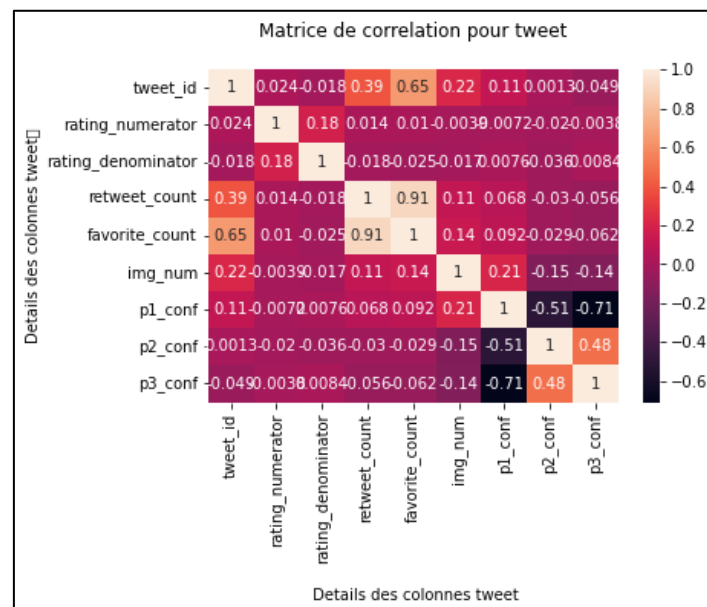 Matrice de correlation pour tweet
tweet_id 1 0.024 -0.018 0.39 0.65 0.22 0.11 0.0013 -0.049
rating_numerator 0.024 1 0.18 0.014 0.01 -0.0039 -0.0072 -0.02 -0.0038
rating_denominator -0.018 0.18 1 -0.018 -0.025 -0.017 0.0076 -0.036 0.0084
retweet_count 0.39 0.014 -0.018 1 0.91 0.11 0.068 -0.03 -0.056
favorite_count 0.65 0.01 -0.025 0.91 1 0.14 0.092 -0.029 -0.062
img_num 0.22 -0.0039 -0.017 0.11 0.14 1 0.21 -0.15 -0.14
p1_conf 0.11 -0.0072 0.0076 0.068 0.092 0.21 1 -0.51 -0.71
p2_conf 0.0013 -0.02 -0.036 -0.03 -0.029 -0.15 -0.51 1 0.48
p3_conf -0.049 -0.0038 0.0084 -0.056 -0.062 -0.14 -0.71 0.48 1
Details des colonnes tweet
tweet_id
rating_numerator
rating_denominator
retweet_count
favorite_count
img_num
p1_conf
p2_conf
p3_conf
Details des colonnes tweet
1.0
0.8
0.6
0.4
0.2
0.0
−0.2
−0.4
−0.6